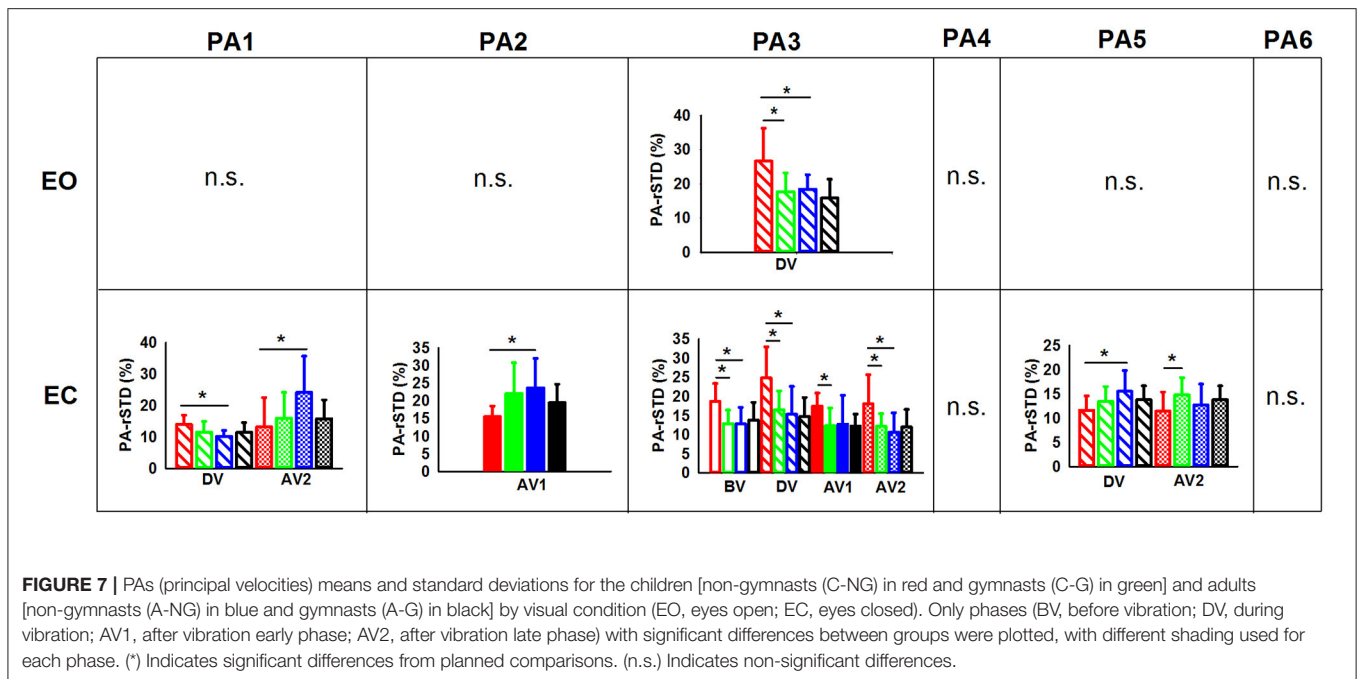 PA1 PA2 PA3 PA4 PA5 PA6
EO
n.s.
n.s.
*
*
PA-rSTD (%)
40
30
20
10
0
DV
n.s.
n.s.
n.s.
EC
PA-rSTD (%)
40
30
20
10
0
*
*
DV AV2
PA-rSTD (%)
35
30
25
20
15
10
5
0
*
AV1
PA-rSTD (%)
35
30
25
20
15
10
5
0
*
*
*
*
*
*
*
BV DV AV1 AV2
n.s.
PA-rSTD (%)
25
20
15
10
5
0
*
*
DV AV2
n.s.
FIGURE 7 | PAs (principal velocities) means and standard deviations for the children [non-gymnasts (C-NG) in red and gymnasts (C-G) in green] and adults
[non-gymnasts (A-NG) in blue and gymnasts (A-G) in black] by visual condition (EO, eyes open; EC, eyes closed). Only phases (BV, before vibration; DV, during
vibration; AV1, after vibration early phase; AV2, after vibration late phase) with significant differences between groups were plotted, with different shading used for
each phase. (*) Indicates significant differences from planned comparisons. (n.s.) Indicates non-significant differences.